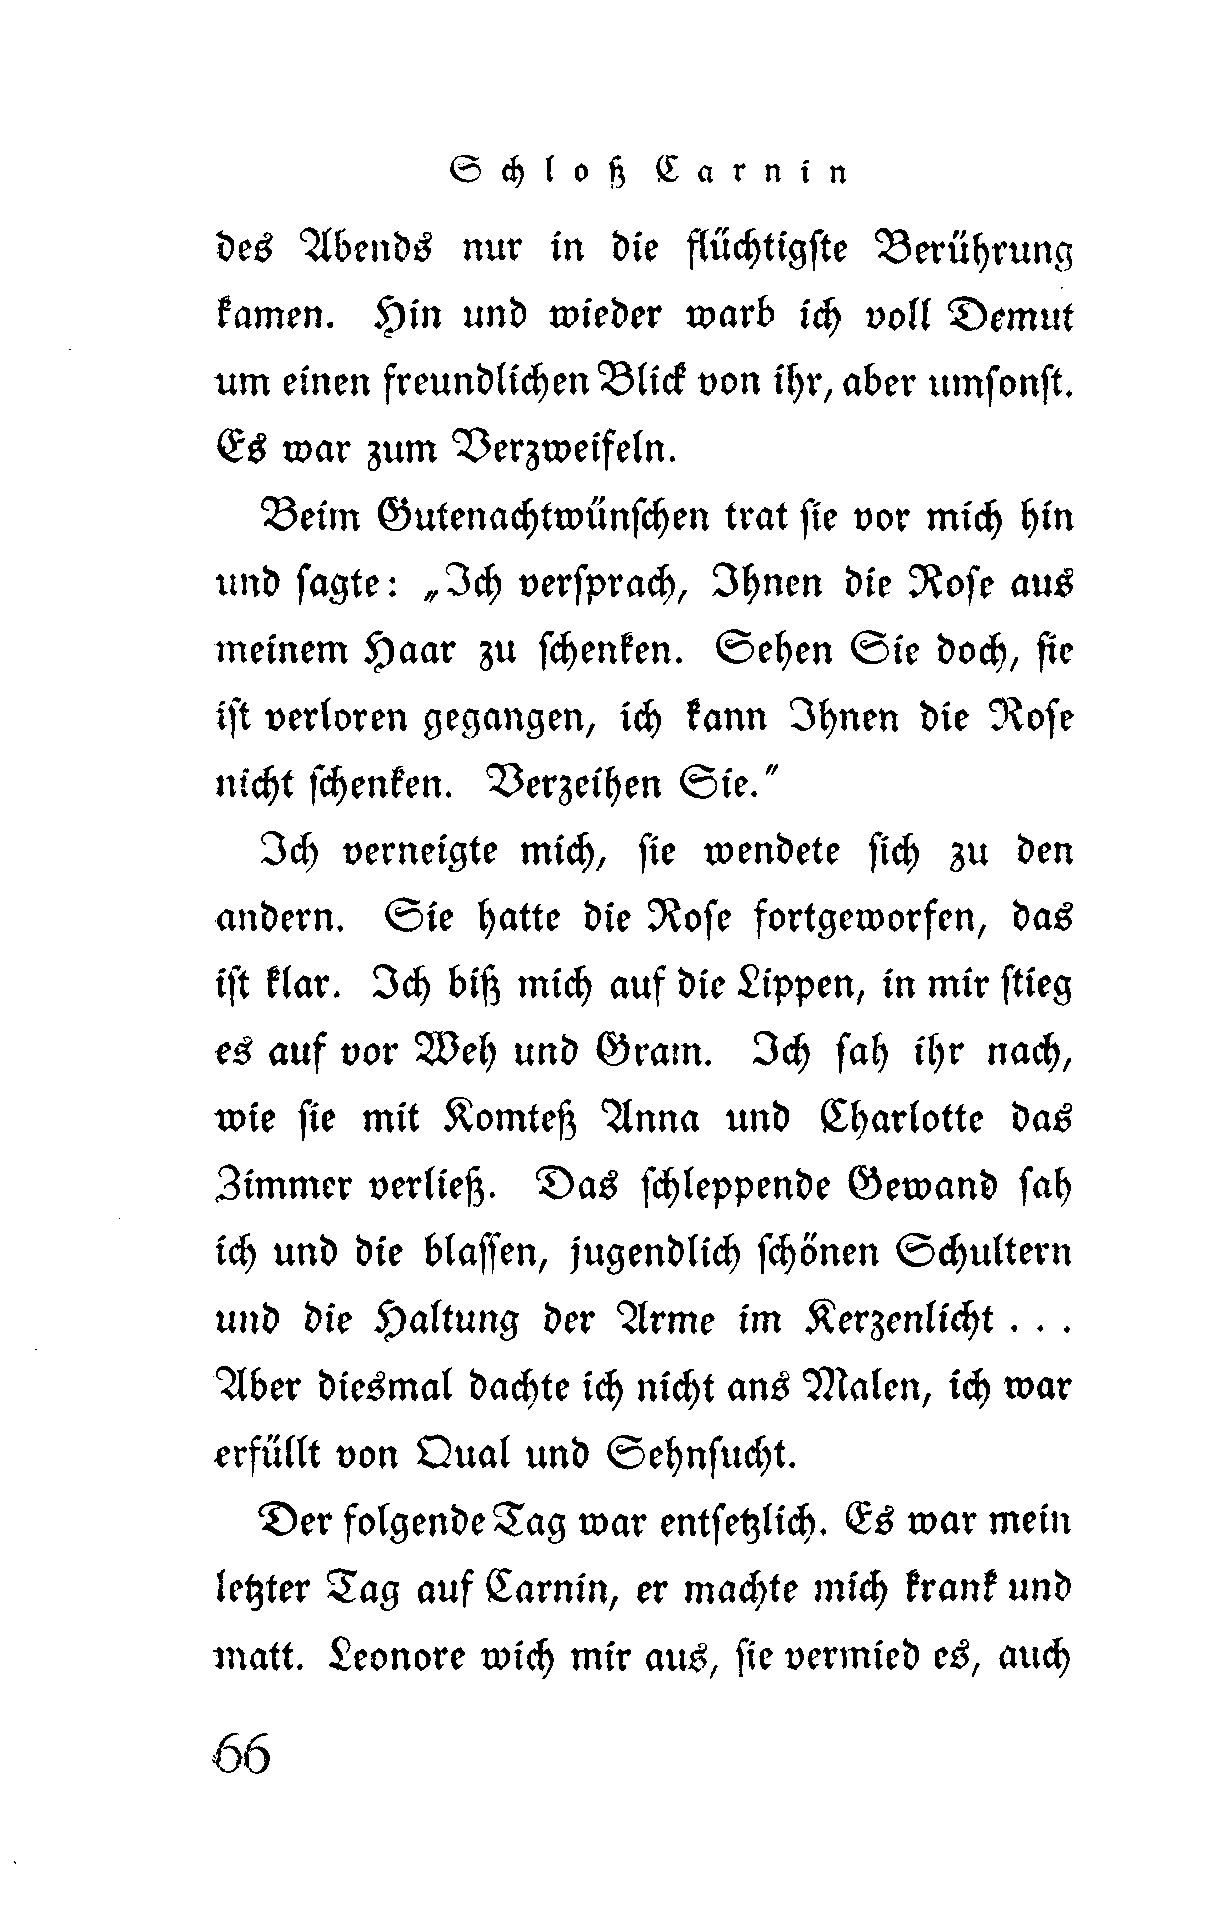 Schloß Carnin
des Abends nur in die flüchtigste Berührung
kamen. Hin und wieder warb ich voll Demut
um einen freundlichen Blick von ihr, aber umsonst.
Es war zum Verzweifeln.
Beim Gutenachtwünschen trat sie vor mich hin
und sagte: „Ich versprach, Ihnen die Rose aus
meinem Haar zu schenken. Sehen Sie doch, sie
ist verloren gegangen, ich kann Ihnen die Rose
nicht schenken. Verzeihen Sie.“
Ich verneigte mich, sie wendete sich zu den
andern. Sie hatte die Rose fortgeworfen, das
ist klar. Ich biß mich auf die Lippen, in mir stieg
es auf vor Weh und Gram. Ich sah ihr nach,
wie sie mit Komteß Anna und Charlotte das
Zimmer verließ. Das schleppende Gewand sah
ich und die blassen, jugendlich schönen Schultern
und die Haltung der Arme im Kerzenlicht . . .
Aber diesmal dachte ich nicht ans Malen, ich war
erfüllt von Qual und Sehnsucht.
Der folgende Tag war entsetzlich. Es war mein
letzter Tag auf Carnin, er machte mich krank und
matt. Leonore wich mir aus, sie vermied es, auch
66